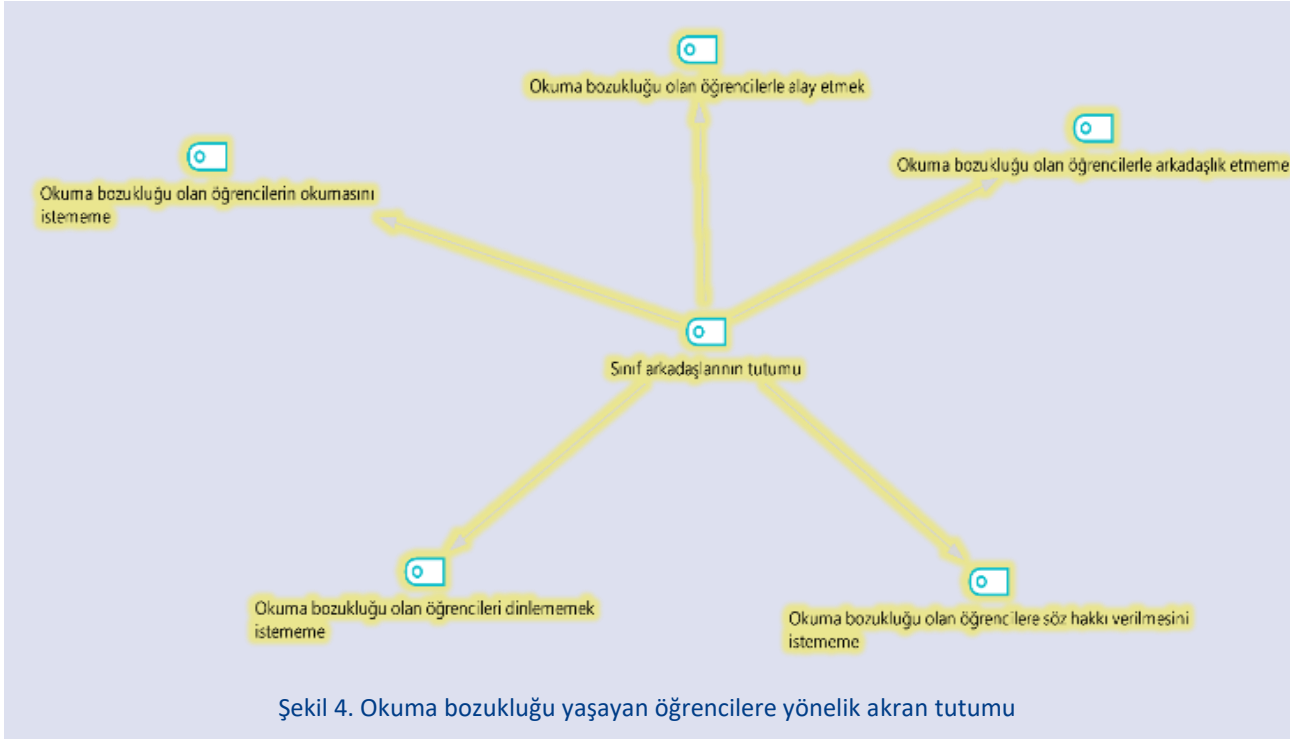 Okuma bozukluğu olan öğrencilerle alay etmek
Okuma bozukluğu olan öğrencilerle arkadaşlık etmeme
Okuma bozukluğu olan öğrencilerin okumasını
istememe
Sınıf arkadaşlarının tutumu
Okuma bozukluğu olan öğrencileri dinlememek
istememe
Okuma bozukluğu olan öğrencilere söz hakkı verilmesini
istememe
Şekil 4. Okuma bozukluğu yaşayan öğrencilere yönelik akran tutumu